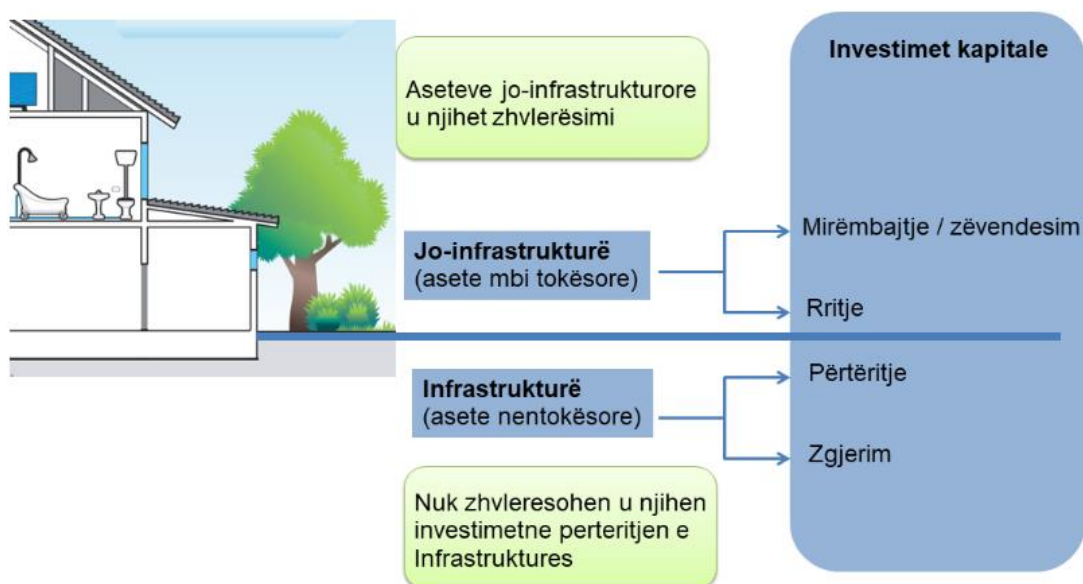 Aseteve jo-infrastrukturore
u njihet zhvlerësimi
Investimet kapitale
Jo-infrastrukturë
(asete mbi tokësore)
Mirëmbajtje / zëvendesim
Rritje
Infrastrukturë
(asete nentokësore)
Përtëritje
Zgjerim
Nuk zhvleresohen u njihen
investimetne perteritjen e
Infrastruktures